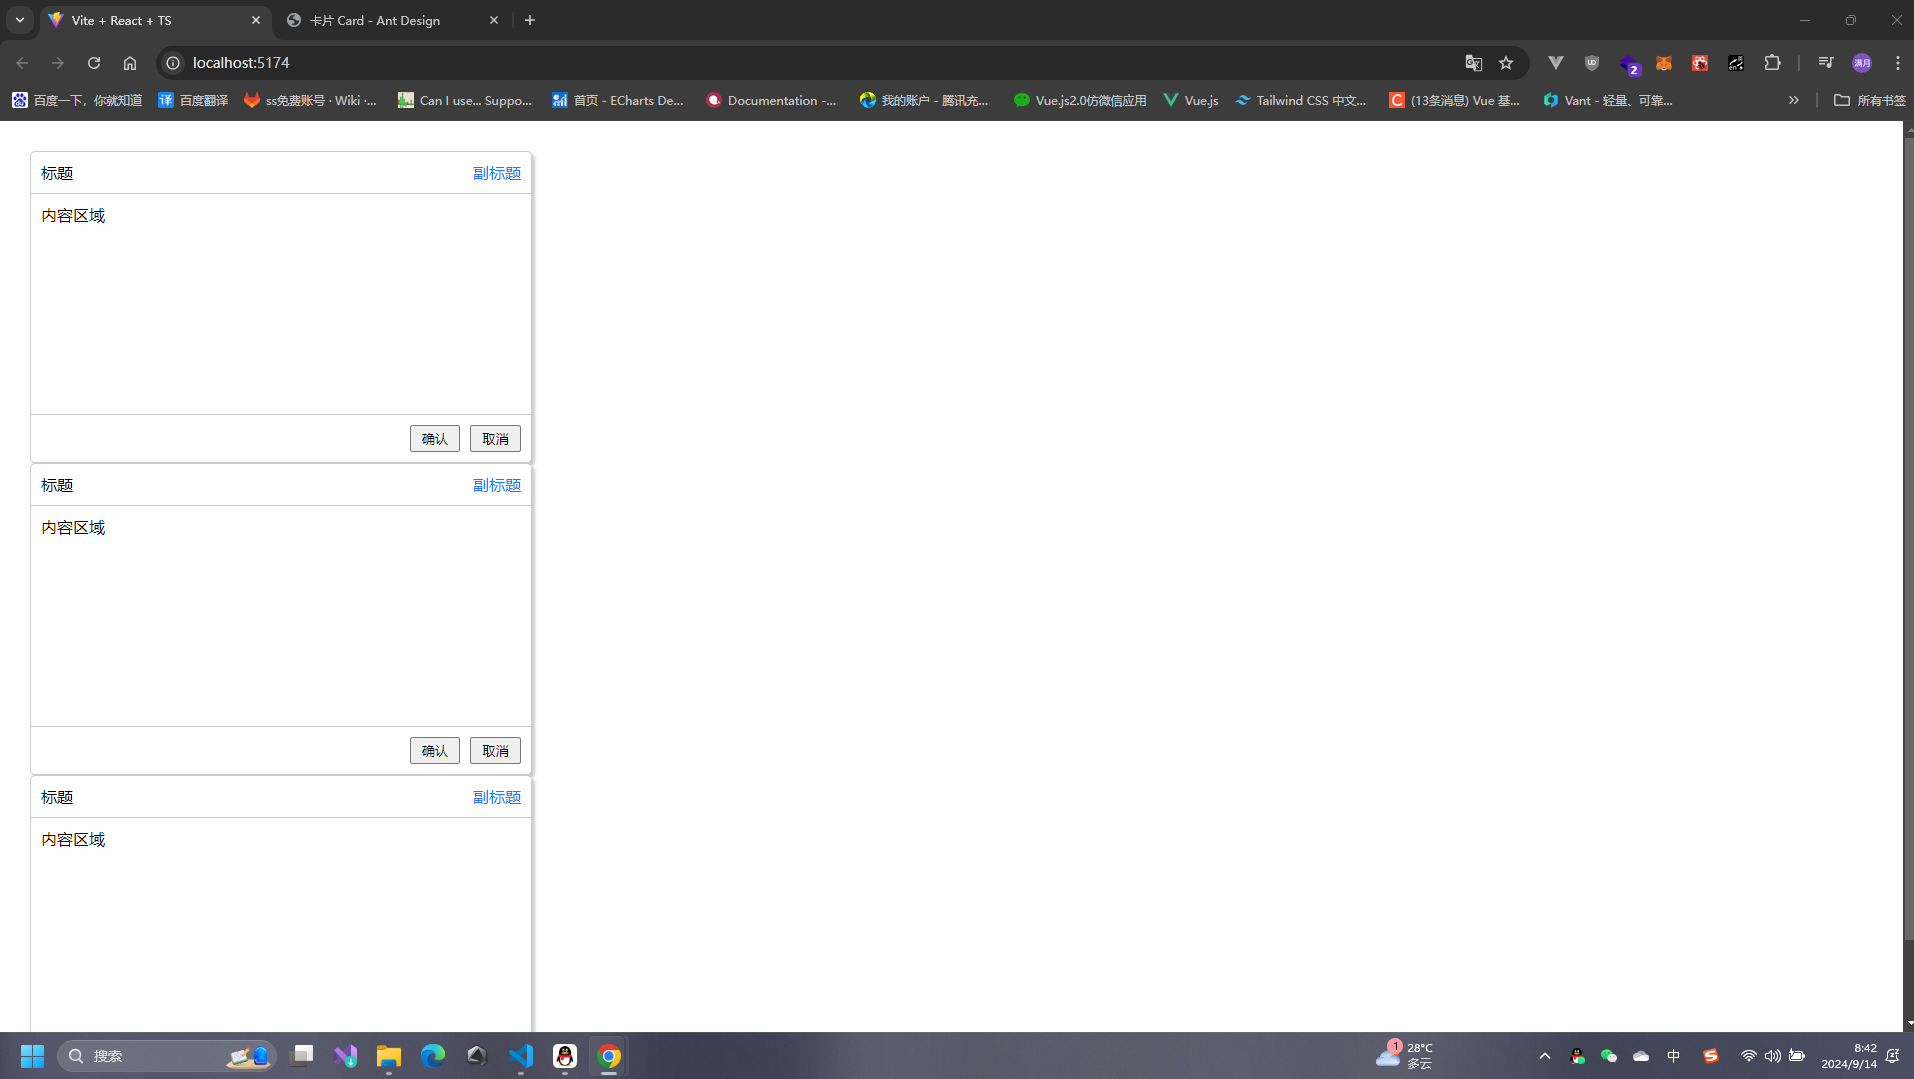 Vite + React + TS
卡片 Card - Ant Design
localhost:5174
2
满月
百度一下，你就知道
译 百度翻译
ss免费账号 · Wiki ·...
Can I use... Suppo...
首页 - ECharts De...
Documentation -...
我的账户 - 腾讯充...
Vue.js2.0仿微信应用
Vue.js
Tailwind CSS 中文...
C (13条消息) Vue 基...
Vant - 轻量、可靠...
所有书签
标题 副标题
内容区域
确认 取消
标题 副标题
内容区域
确认 取消
标题 副标题
内容区域
搜索
1
28°C
多云
中
8:42
2024/9/14